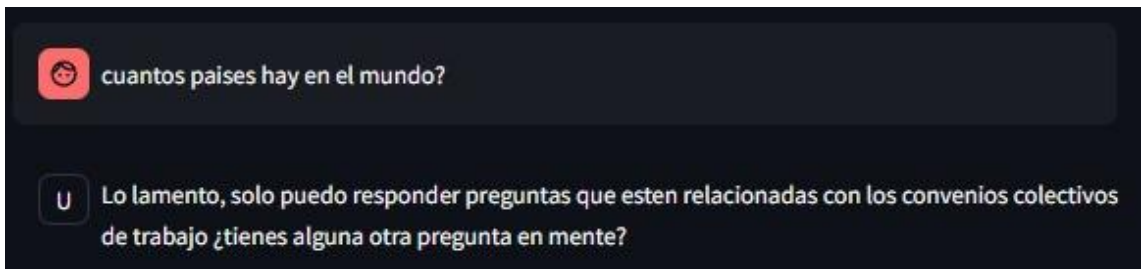 cuantos paises hay en el mundo?
U
Lo lamento, solo puedo responder preguntas que esten relacionadas con los convenios colectivos
de trabajo ¿tienes alguna otra pregunta en mente?